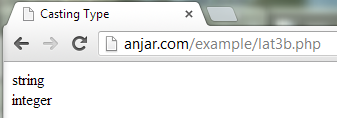 Casting Type
anjar.com/example/lat3b.php
string
integer